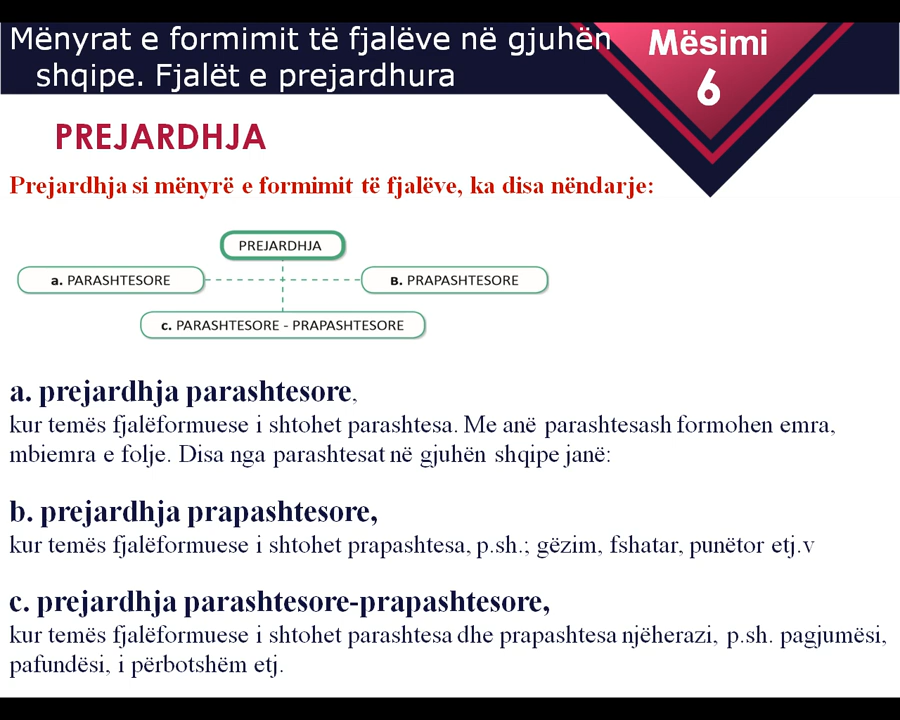 Mënyrat e formimit të fjalëve në gjuhën
shqipe. Fjalët e prejardhura
Mësimi
6
PREJARDHJA
Prejardhja si mënyrë e formimit të fjalëve, ka disa nëndarje:
PREJARDHJA
a. PARASHTESORE
B. PRAPASHTESORE
c. PARASHTESORE - PRAPASHTESORE
a. prejardhja parashtesore,
kur temës fjalëformuese i shtohet parashtesa. Me anë parashtesash formohen emra,
mbiemra e folje. Disa nga parashtesat në gjuhën shqipe janë:
b. prejardhja prapashtesore,
kur temës fjalëformuese i shtohet prapashtesa, p.sh.; gëzim, fshatar, punëtor etj.v
c. prejardhja parashtesore-prapashtesore,
kur temës fjalëformuese i shtohet parashtesa dhe prapashtesa njëherazi, p.sh. pagjumësi,
pafundësi, i përbotshëm etj.